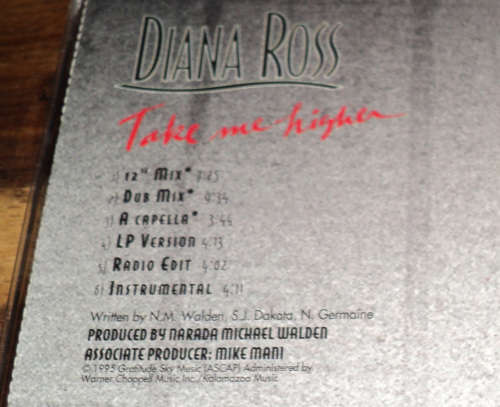 DIANA ROSS
Take me higher
1) 12" MIX*
2) DUB MIX* 9:34
3) A CAPELLA* 3:44
4) LP VERSION 4:13
5) RADIO EDIT 4:02
6) INSTRUMENTAL 4:11
Written by N.M. Walden, S.J. Dakota, N. Germaine
PRODUCED BY NARADA MICHAEL WALDEN
ASSOCIATE PRODUCER: MIKE MANI
© 1995 Gratitude Sky Music (ASCAP) Administered by
Warner Chappell Music Inc./Kalamazoo Music